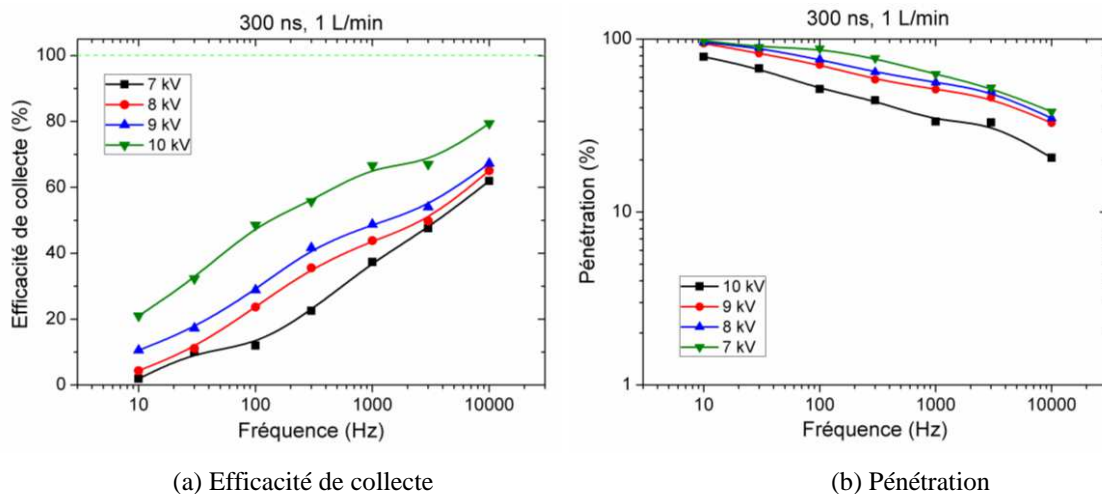 300 ns, 1 L/min
100
80
60
40
20
0
Efficacité de collecte (%)
7 kV
8 kV
9 kV
10 kV
10
100
1000
10000
Fréquence (Hz)
(a) Efficacité de collecte
300 ns, 1 L/min
100
10
1
Pénétration (%)
10 kV
9 kV
8 kV
7 kV
10
100
1000
10000
Fréquence (Hz)
(b) Pénétration